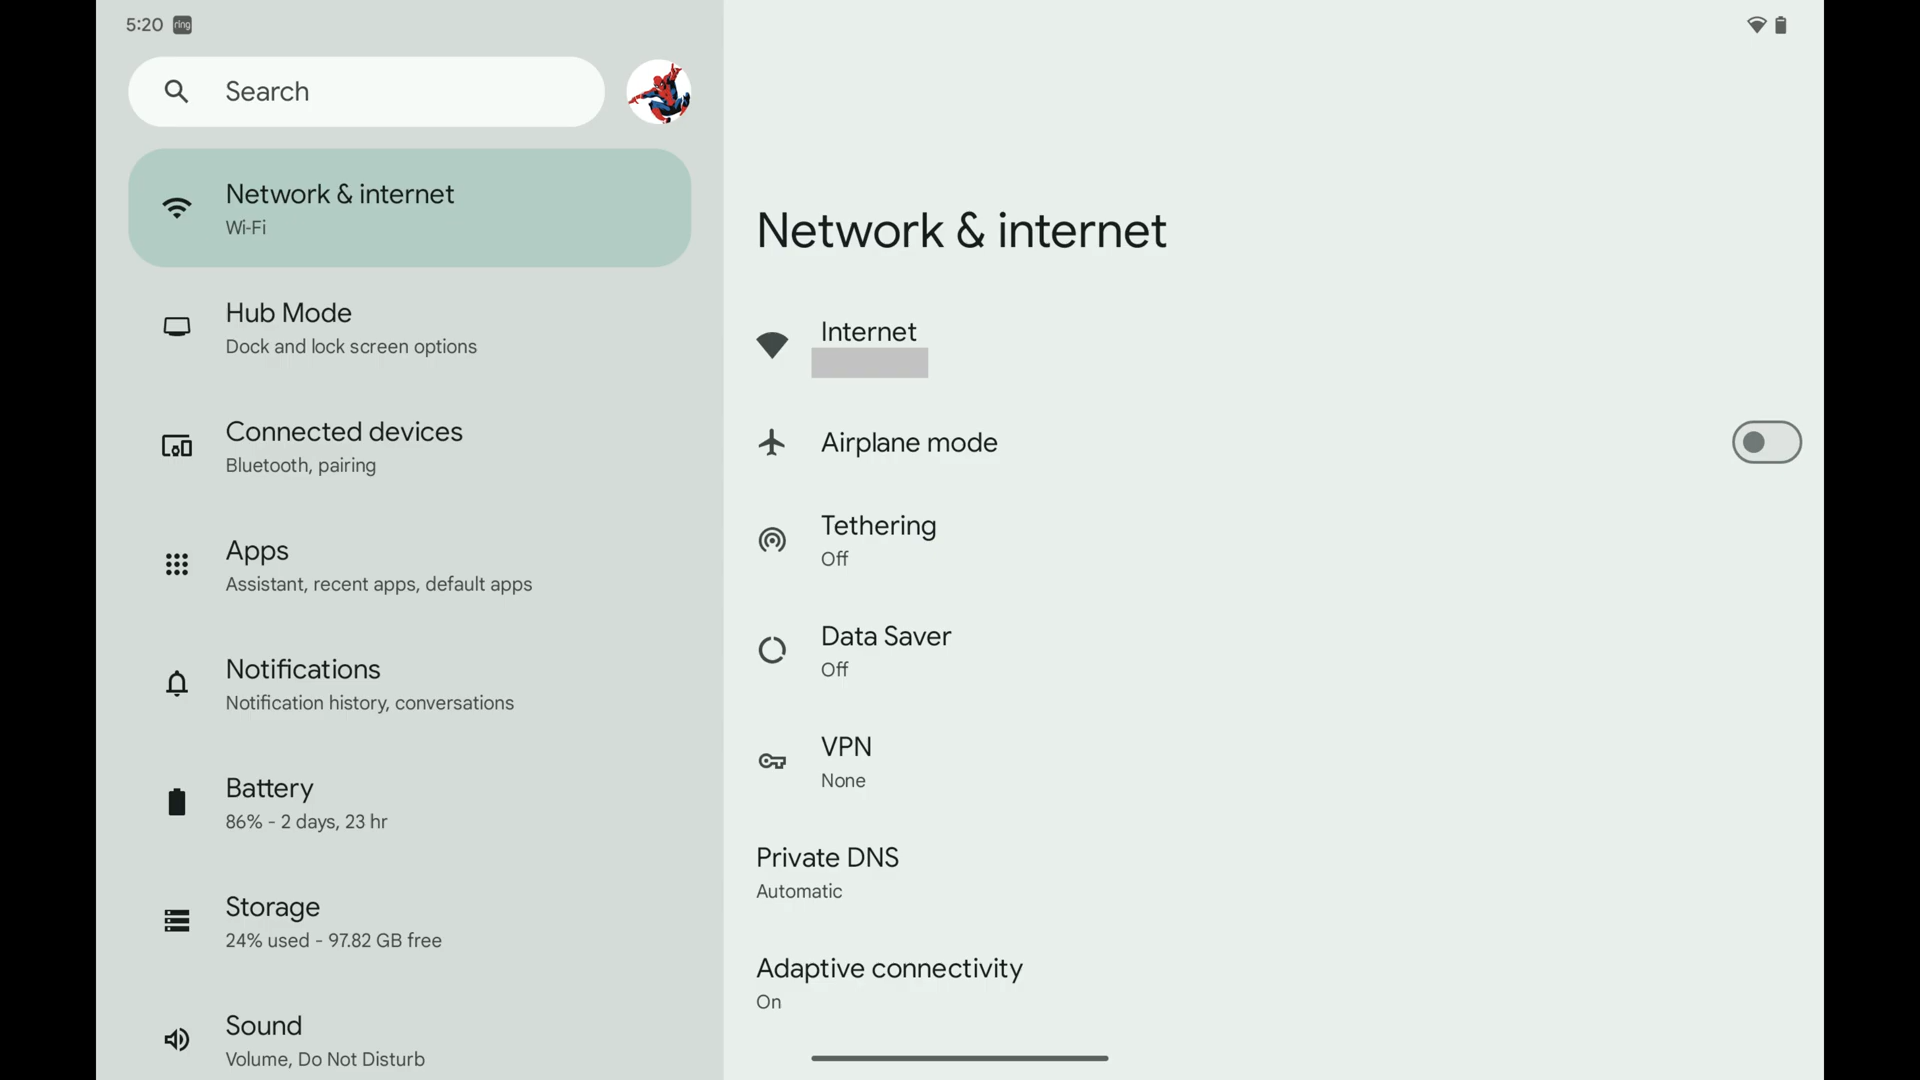 5:20
ring
Search
Network & internet
Wi-Fi
Hub Mode
Dock and lock screen options
Connected devices
Bluetooth, pairing
Apps
Assistant, recent apps, default apps
Notifications
Notification history, conversations
Battery
86% - 2 days, 23 hr
Storage
24% used - 97.82 GB free
Sound
Volume, Do Not Disturb
Network & internet
Internet
Airplane mode
Tethering
Off
Data Saver
Off
VPN
None
Private DNS
Automatic
Adaptive connectivity
On